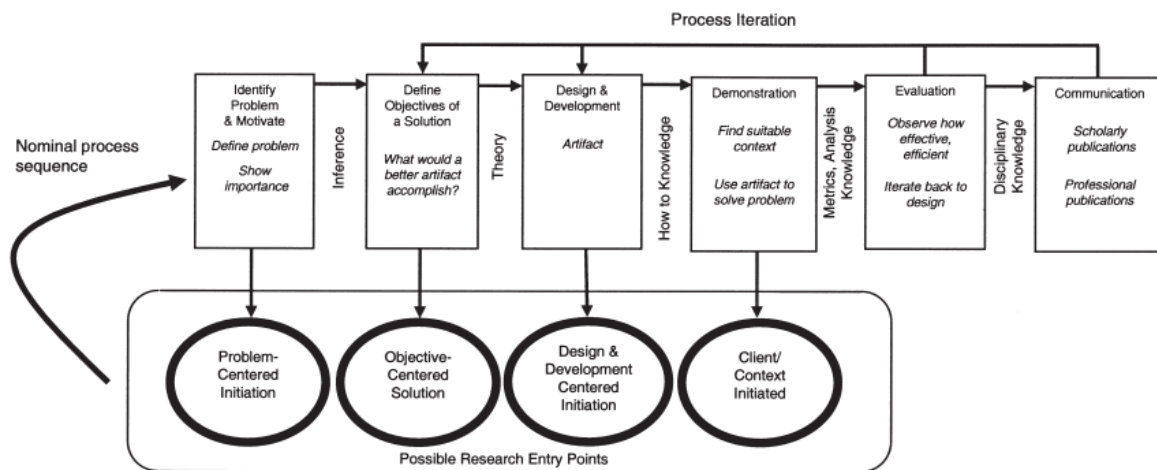 Process Iteration
Nominal process
sequence
Identify
Problem
& Motivate
Define problem
Show
importance
Inference
Define
Objectives of
a Solution
What would a
better artifact
accomplish?
Theory
Design &
Development
Artifact
How to Knowledge
Demonstration
Find suitable
context
Use artifact to
solve problem
Metrics, Analysis
Knowledge
Evaluation
Observe how
effective,
efficient
Iterate back to
design
Disciplinary
Knowledge
Communication
Scholarly
publications
Professional
publications
Problem-
Centered
Initiation
Objective-
Centered
Solution
Design &
Development
Centered
Initiation
Client/
Context
Initiated
Possible Research Entry Points